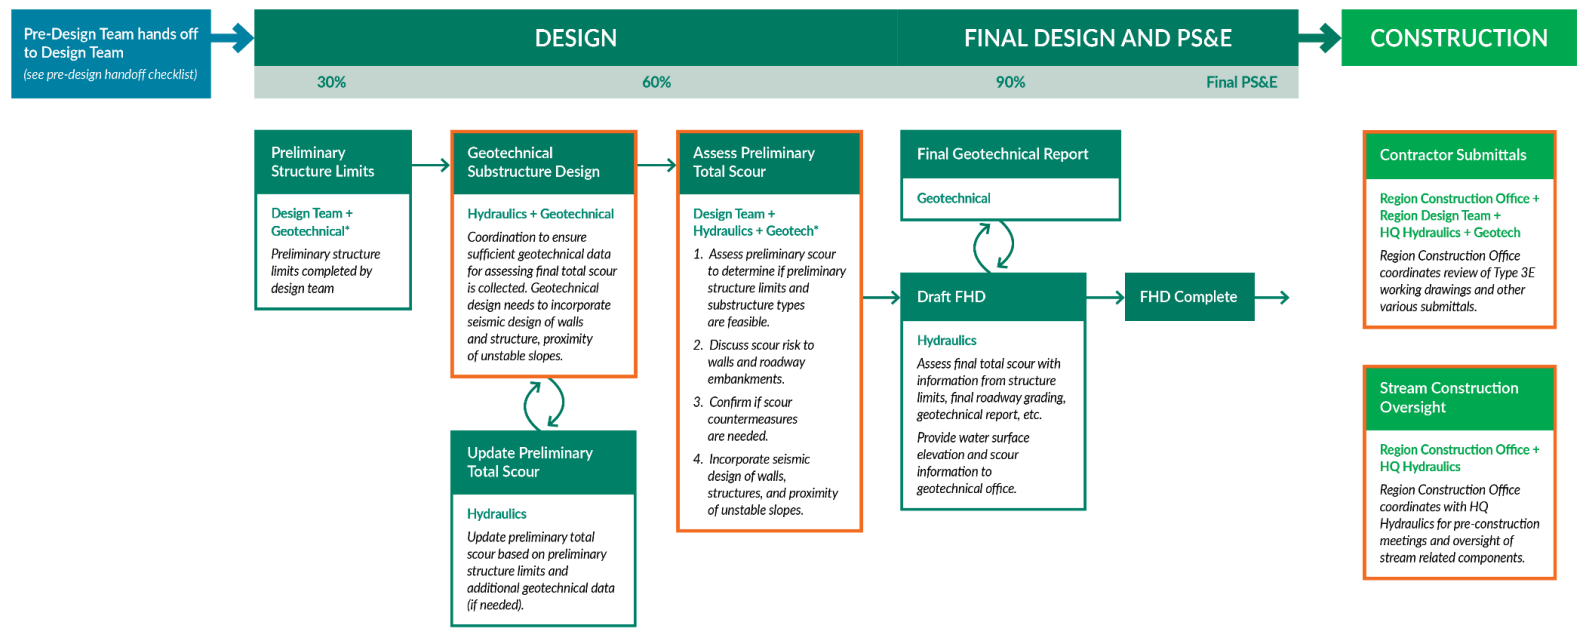 Pre-Design Team hands off
to Design Team
(see pre-design handoff checklist)
DESIGN
FINAL DESIGN AND PS&E
CONSTRUCTION
30%
60%
90%
Final PS&E
Preliminary
Structure Limits
Design Team +
Geotechnical*
Preliminary structure
limits completed by
design team
Geotechnical
Substructure Design
Hydraulics + Geotechnical
Coordination to ensure
sufficient geotechnical data
for assessing final total scour
is collected. Geotechnical
design needs to incorporate
seismic design of walls
and structure, proximity
of unstable slopes.
Update Preliminary
Total Scour
Hydraulics
Update preliminary total
scour based on preliminary
structure limits and
additional geotechnical data
(if needed).
Assess Preliminary
Total Scour
Design Team +
Hydraulics + Geotech*
1. Assess preliminary scour
to determine if preliminary
structure limits and
substructure types
are feasible.
2. Discuss scour risk to
walls and roadway
embankments.
3. Confirm if scour
countermeasures
are needed.
4. Incorporate seismic
design of walls,
structures, and proximity
of unstable slopes.
Final Geotechnical Report
Geotechnical
Draft FHD
Hydraulics
Assess final total scour with
information from structure
limits, final roadway grading,
geotechnical report, etc.
Provide water surface
elevation and scour
information to
geotechnical office.
FHD Complete
Contractor Submittals
Region Construction Office +
Region Design Team +
HQ Hydraulics + Geotech
Region Construction Office
coordinates review of Type 3E
working drawings and other
various submittals.
Stream Construction
Oversight
Region Construction Office +
HQ Hydraulics
Region Construction Office
coordinates with HQ
Hydraulics for pre-construction
meetings and oversight of
stream related components.